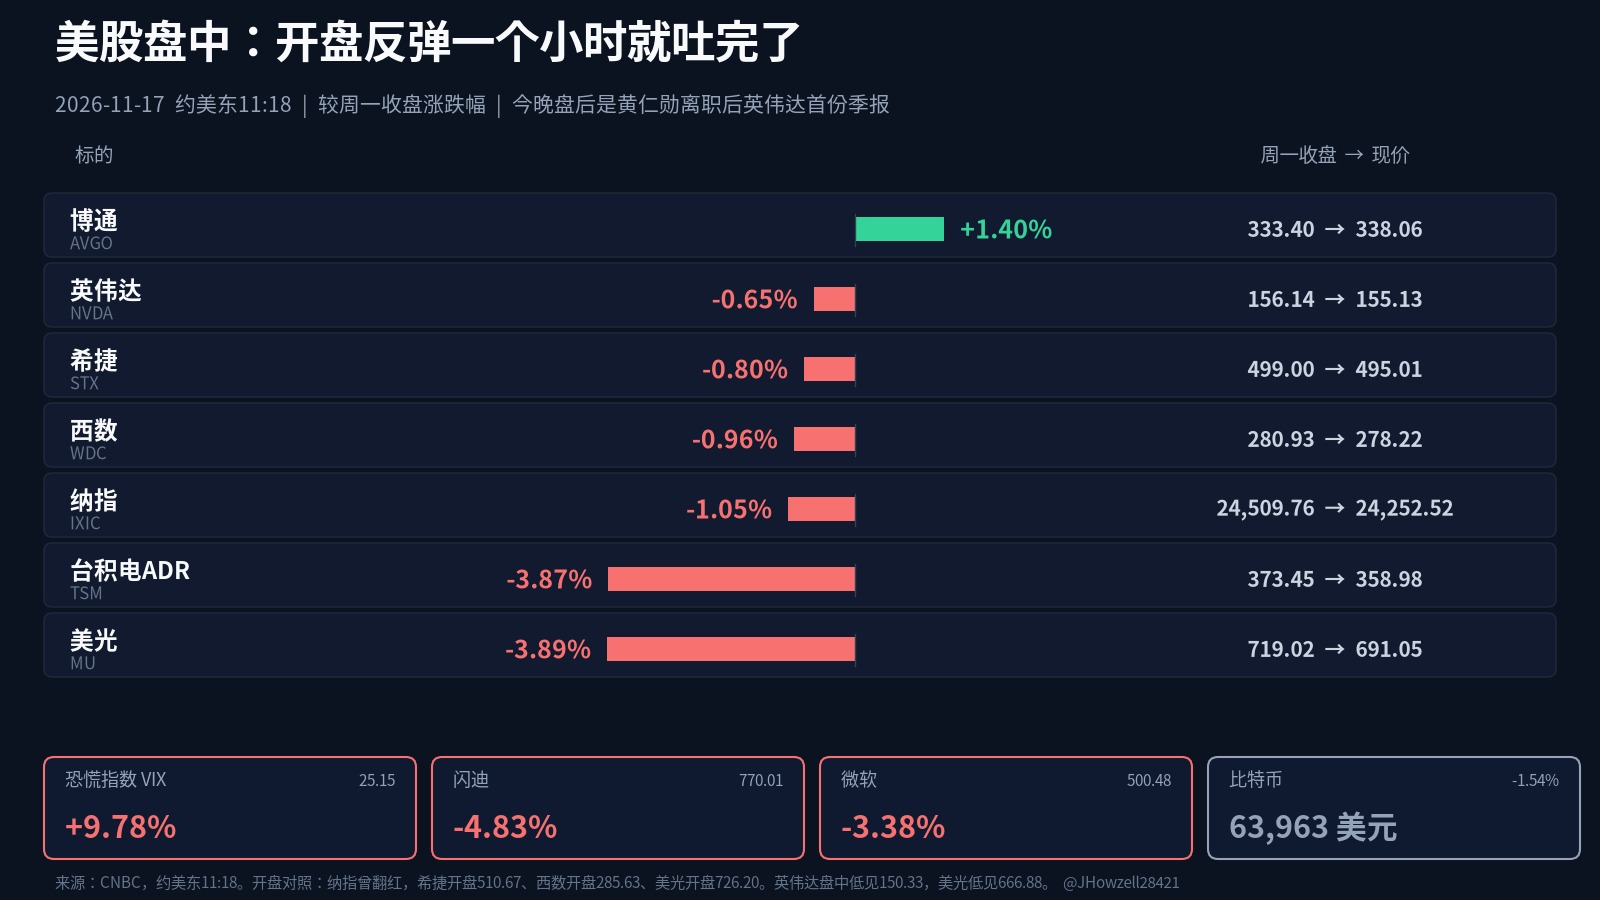 美股盘中：开盘反弹一个小时就吐完了
2026-11-17 约美东11:18 | 较周一收盘涨跌幅 | 今晚盘后是黄仁勋离职后英伟达首份季报
标的 周一收盘 → 现价
博通
AVGO
+1.40% 333.40 → 338.06
英伟达
NVDA
-0.65% 156.14 → 155.13
希捷
STX
-0.80% 499.00 → 495.01
西数
WDC
-0.96% 280.93 → 278.22
纳指
IXIC
-1.05% 24,509.76 → 24,252.52
台积电ADR
TSM
-3.87% 373.45 → 358.98
美光
MU
-3.89% 719.02 → 691.05
恐慌指数 VIX 25.15
+9.78%
闪迪 770.01
-4.83%
微软 500.48
-3.38%
比特币 -1.54%
63,963 美元
来源：CNBC，约美东11:18。开盘对照：纳指曾翻红，希捷开盘510.67、西数开盘285.63、美光开盘726.20。英伟达盘中低见150.33，美光低见666.88。 @JHowzell28421